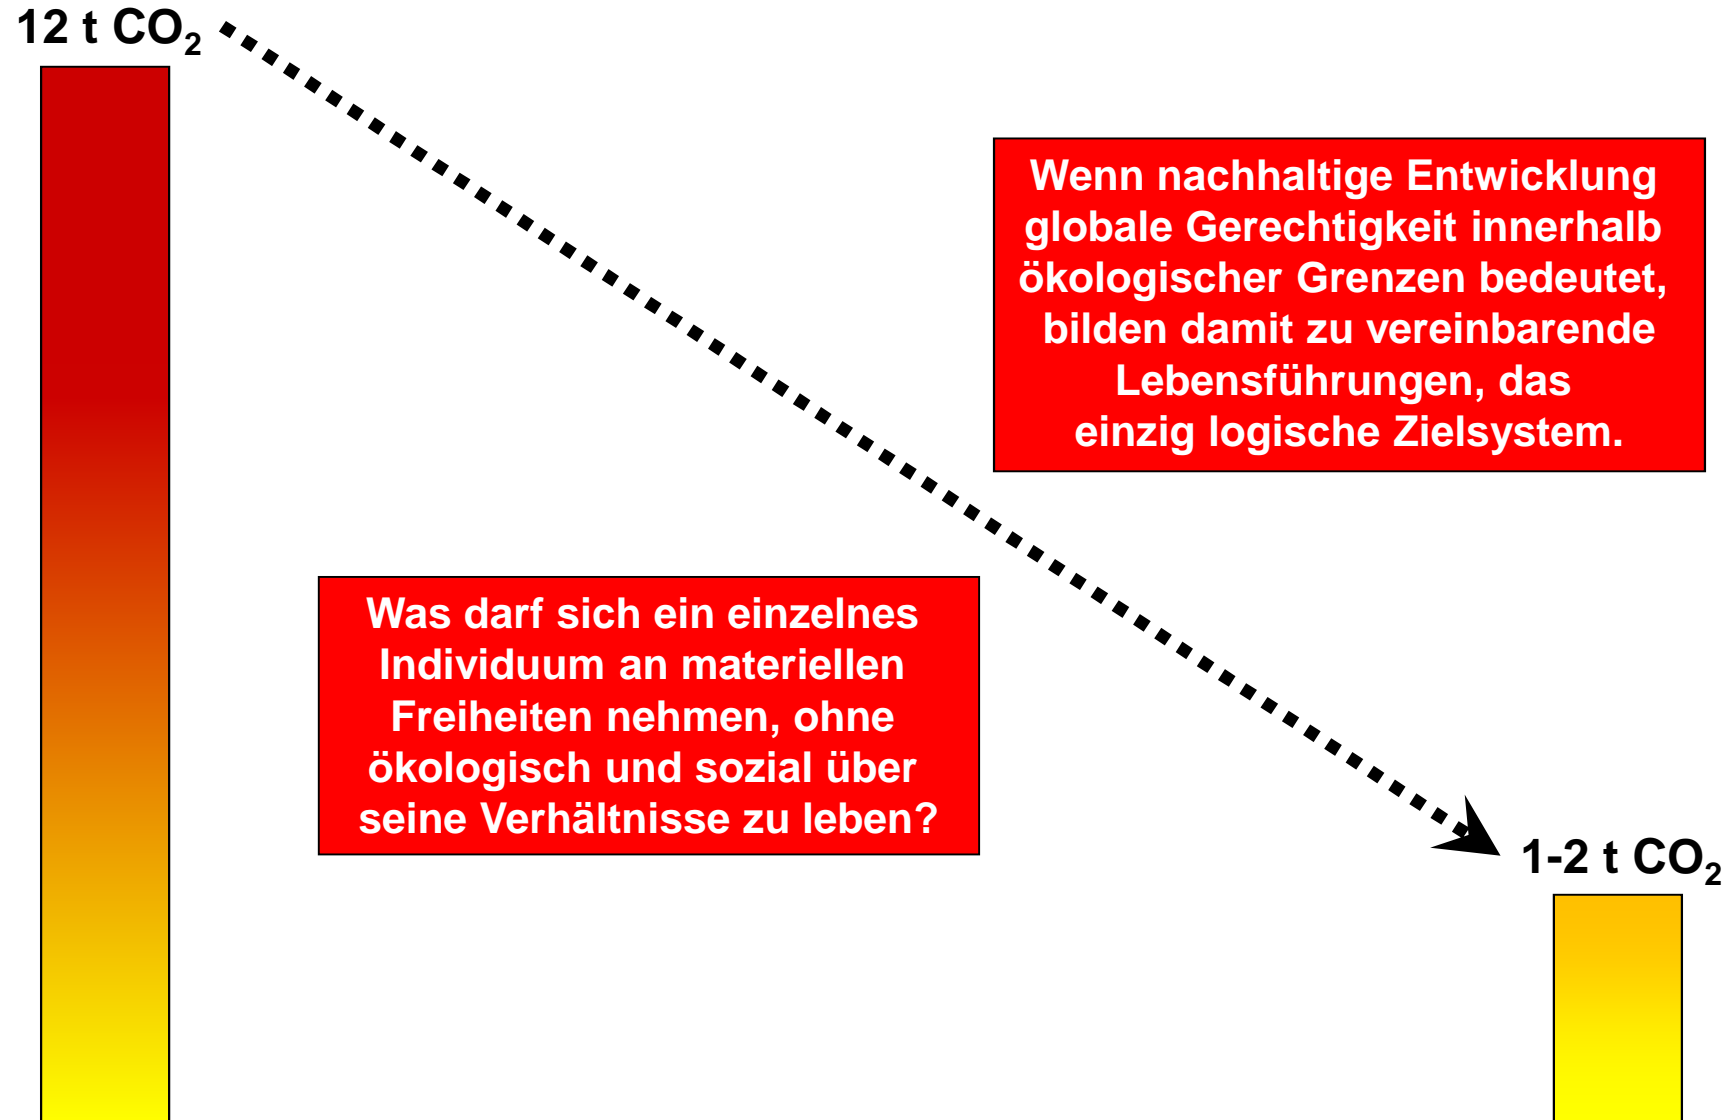 12 t CO₂
Wenn nachhaltige Entwicklung
globale Gerechtigkeit innerhalb
ökologischer Grenzen bedeutet,
bilden damit zu vereinbarende
Lebensführungen, das
einzig logische Zielsystem.
Was darf sich ein einzelnes
Individuum an materiellen
Freiheiten nehmen, ohne
ökologisch und sozial über
seine Verhältnisse zu leben?
1-2 t CO₂